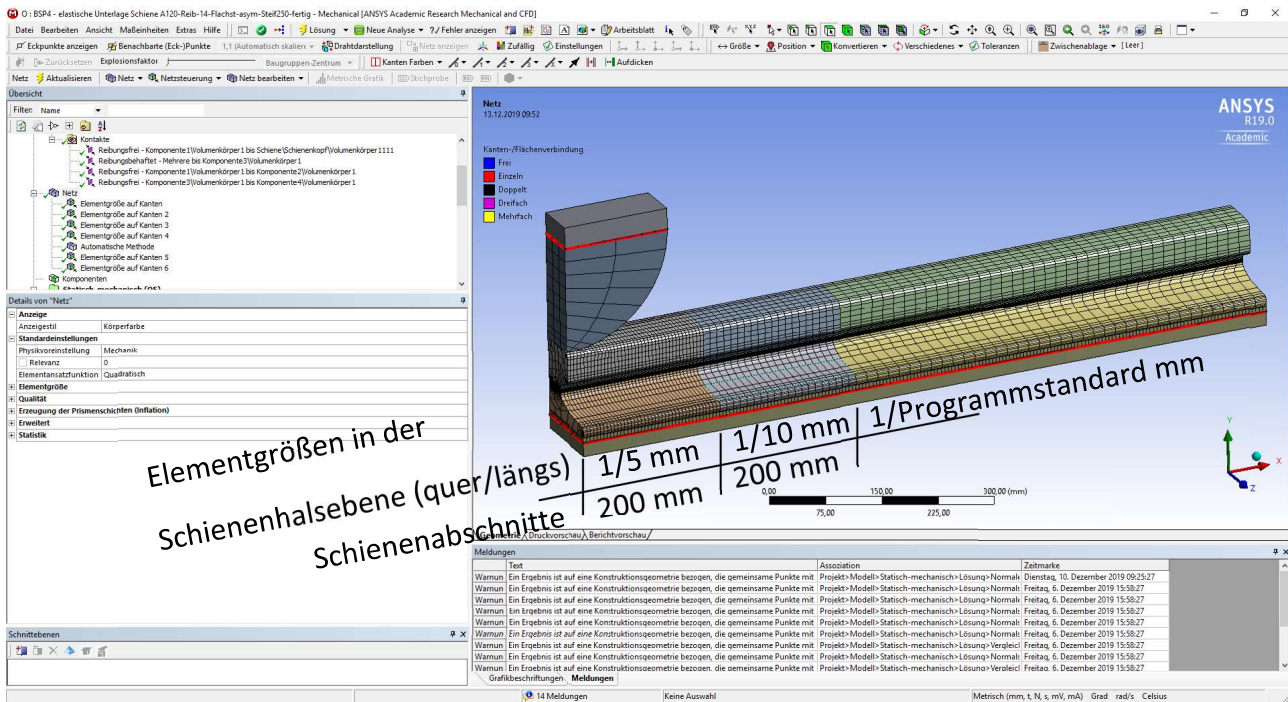 O : BSP4 - elastische Unterlage Schiene A120-Reib-14-Flachst-asym-Steif250-fertig - Mechanical [ANSYS Academic Research Mechanical and CFD]
Datei Bearbeiten Ansicht Maßeinheiten Extras Hilfe Lösung Neue Analyse ?/ Fehler anzeigen Arbeitsblatt
Eckpunkte anzeigen Benachbarte (Eck-)Punkte 1,1 (Automatisch skaliere Drahtdarstellung Netz anzeigen Zufällig Einstellungen Größe Position Konvertieren Verschiedenes Toleranzen Zwischenablage [Leer]
Zurücksetzen Explosionsfaktor Baugruppen-Zentrum Kanten Farben Aufdicken
Netz Aktualisieren Netz Netzsteuerung Netz bearbeiten Metrische Grafik Stichprobe
Übersicht
Filter: Name
Kontakte
Reibungsfrei - Komponente1\Volumenkörper1 bis Schiene\Schienenkopf\Volumenkörper1111
Reibungsbehaftet - Mehrere bis Komponente3\Volumenkörper1
Reibungsfrei - Komponente1\Volumenkörper1 bis Komponente2\Volumenkörper1
Reibungsfrei - Komponente3\Volumenkörper1 bis Komponente4\Volumenkörper1
Netz
Elementgröße auf Kanten
Elementgröße auf Kanten 2
Elementgröße auf Kanten 3
Elementgröße auf Kanten 4
Automatische Methode
Elementgröße auf Kanten 5
Elementgröße auf Kanten 6
Komponenten
Statisch-mechanisch (O5)
Details von "Netz"
Anzeige
Anzeigestil Körperfarbe
Standardeinstellungen
Physikvoreinstellung Mechanik
Relevanz 0
Elementansatzfunktion Quadratisch
Elementgröße
Qualität
Erzeugung der Prismenschichten (Inflation)
Erweitert
Statistik
Schnittebenen
Netz
13.12.2019 09:52
Kanten-/Flächenverbindung
Frei
Einzeln
Doppelt
Dreifach
Mehrfach
ANSYS
R19.0
Academic
Elementgrößen in der
Schienenhalsebene (quer/längs) 1/5 mm 1/10 mm 1/Programmstandard mm
Schienenabschnitte 200 mm 200 mm
Y
X
Z
0,00 150,00 300,00 (mm)
75,00 225,00
Geometrie Druckvorschau Berichtvorschau
Meldungen
Text Assoziation Zeitmarke
Warnun Ein Ergebnis ist auf eine Konstruktionsgeometrie bezogen, die gemeinsame Punkte mit Projekt>Modell>Statisch-mechanisch>Lösung>Normal Dienstag, 10. Dezember 2019 09:25:27
Warnun Ein Ergebnis ist auf eine Konstruktionsgeometrie bezogen, die gemeinsame Punkte mit Projekt>Modell>Statisch-mechanisch>Lösung>Normal Freitag, 6. Dezember 2019 15:58:27
Warnun Ein Ergebnis ist auf eine Konstruktionsgeometrie bezogen, die gemeinsame Punkte mit Projekt>Modell>Statisch-mechanisch>Lösung>Normal Freitag, 6. Dezember 2019 15:58:27
Warnun Ein Ergebnis ist auf eine Konstruktionsgeometrie bezogen, die gemeinsame Punkte mit Projekt>Modell>Statisch-mechanisch>Lösung>Normal Freitag, 6. Dezember 2019 15:58:27
Warnun Ein Ergebnis ist auf eine Konstruktionsgeometrie bezogen, die gemeinsame Punkte mit Projekt>Modell>Statisch-mechanisch>Lösung>Normal Freitag, 6. Dezember 2019 15:58:27
Warnun Ein Ergebnis ist auf eine Konstruktionsgeometrie bezogen, die gemeinsame Punkte mit Projekt>Modell>Statisch-mechanisch>Lösung>Normal Freitag, 6. Dezember 2019 15:58:27
Warnun Ein Ergebnis ist auf eine Konstruktionsgeometrie bezogen, die gemeinsame Punkte mit Projekt>Modell>Statisch-mechanisch>Lösung>Vergleicl Freitag, 6. Dezember 2019 15:58:27
Warnun Ein Ergebnis ist auf eine Konstruktionsgeometrie bezogen, die gemeinsame Punkte mit Projekt>Modell>Statisch-mechanisch>Lösung>Normal Freitag, 6. Dezember 2019 15:58:27
Warnun Ein Ergebnis ist auf eine Konstruktionsgeometrie bezogen, die gemeinsame Punkte mit Projekt>Modell>Statisch-mechanisch>Lösung>Vergleicl Freitag, 6. Dezember 2019 15:58:27
Grafikbeschriftungen Meldungen
14 Meldungen Keine Auswahl Metrisch (mm, t, N, s, mV, mA) Grad rad/s Celsius